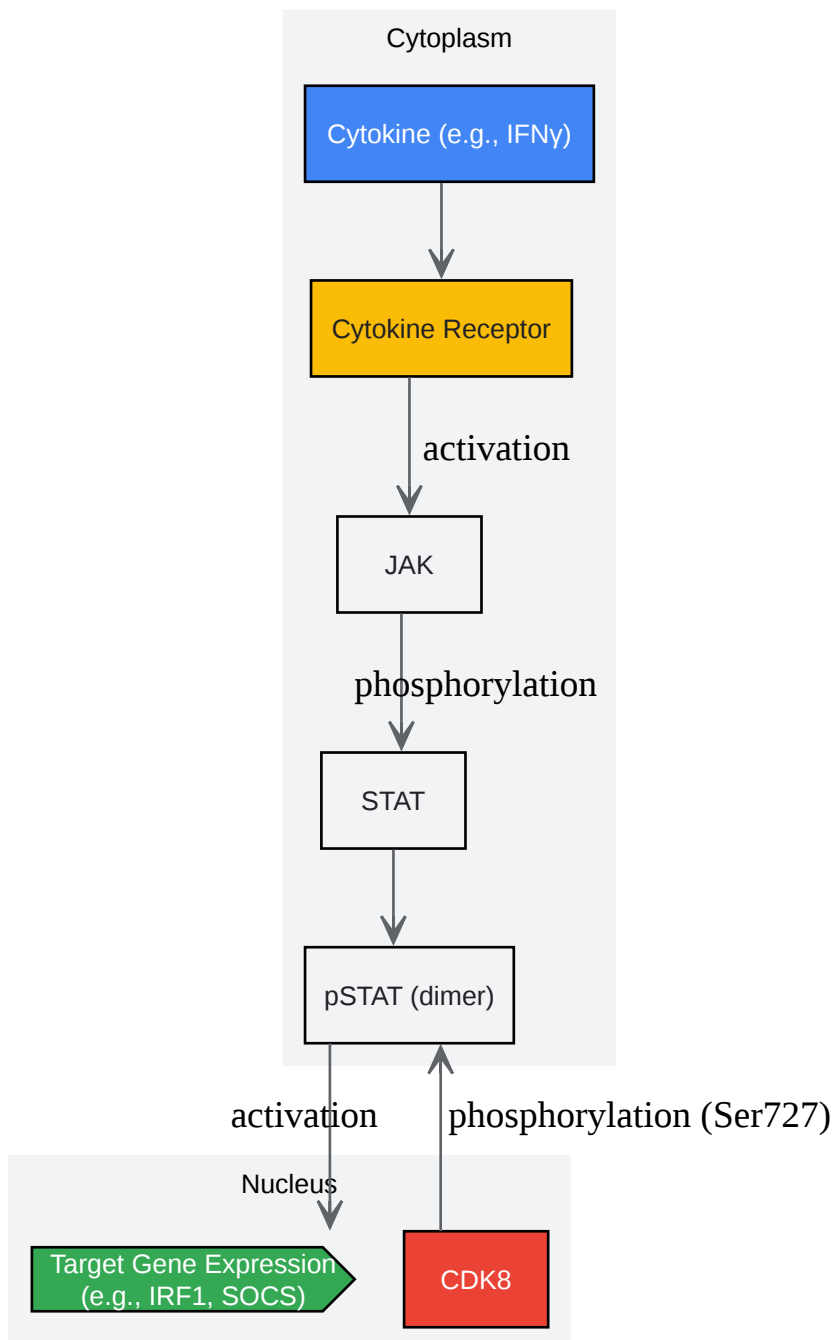 Cytoplasm
Cytokine (e.g., IFNγ)
Cytokine Receptor
activation
JAK
phosphorylation
STAT
pSTAT (dimer)
activation
phosphorylation (Ser727)
Nucleus
Target Gene Expression
(e.g., IRF1, SOCS)
CDK8